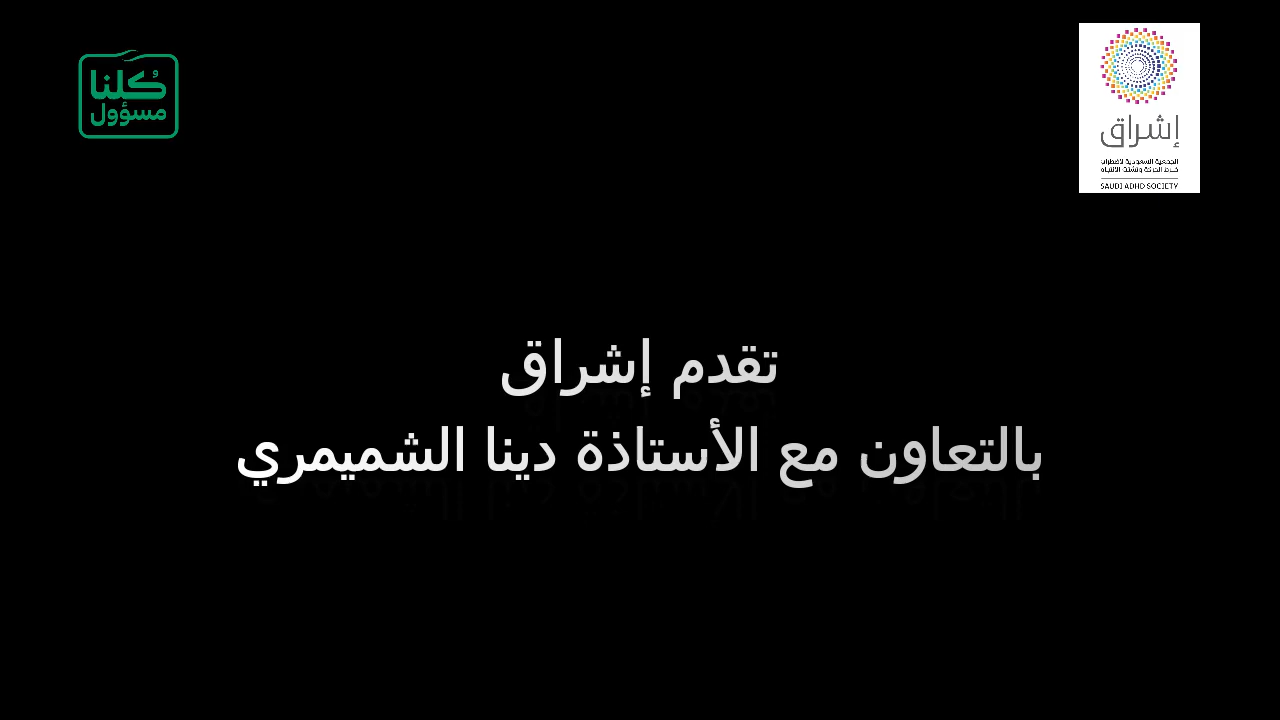 كُلنا
مسؤول
إشراق
الجمعية السعودية لاضطراب
فرط الحركة وتشتت الانتباه
SAUDI ADHD SOCIETY
تقدم إشراق
بالتعاون مع الأستاذة دينا الشميمري